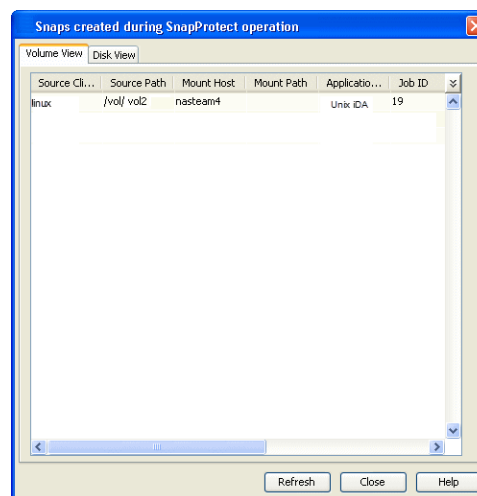 Snaps created during SnapProtect operation
Volume View Disk View
Source Cli... Source Path Mount Host Mount Path Applicatio... Job ID
linux /vol/ vol2 nasteam4 Unix iDA 19
Refresh Close Help